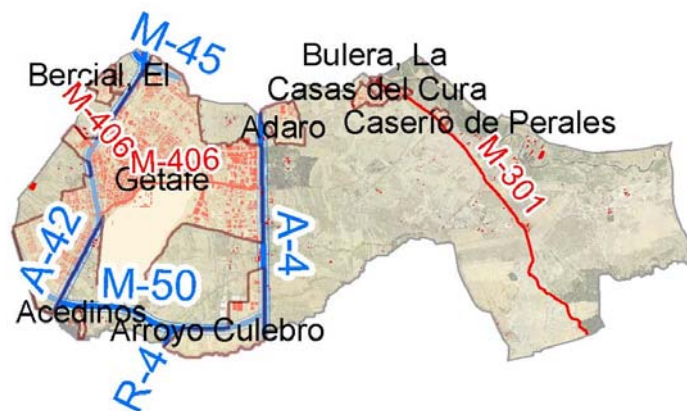 M-45
Bulera, La
Bercial, El
Casas del Cura
M-406
Adaro
Caserío de Perales
M-406
Getafe
M-301
A-42
A-4
M-50
Acedinos
Arroyo Culebro
R-4